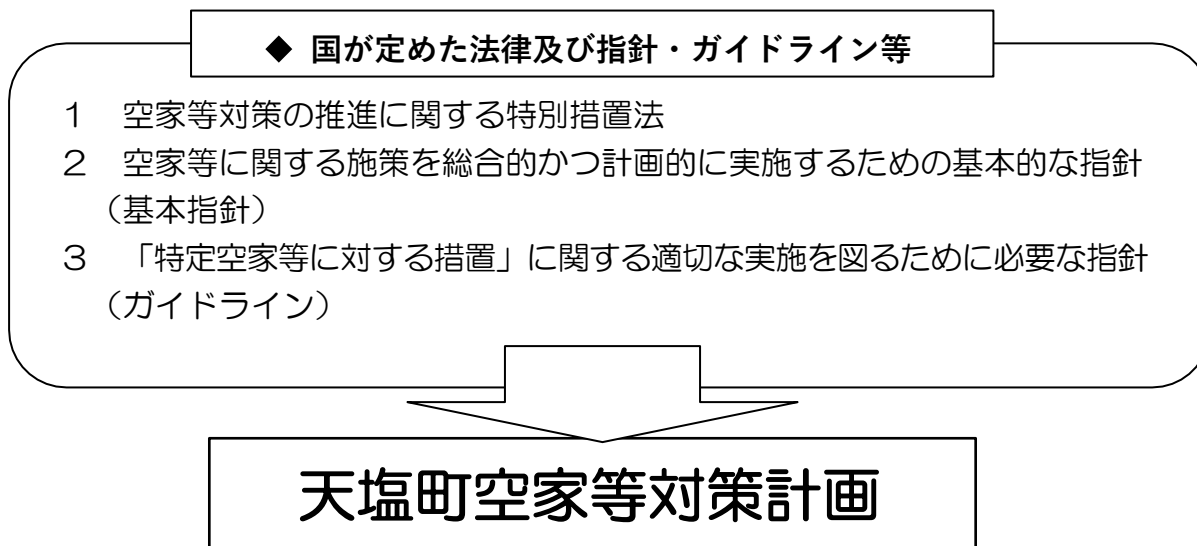 ◆ 国が定めた法律及び指針・ガイドライン等
１　空家等対策の推進に関する特別措置法
２　空家等に関する施策を総合的かつ計画的に実施するための基本的な指針
（基本指針）
３　「特定空家等に対する措置」に関する適切な実施を図るために必要な指針
（ガイドライン）
天塩町空家等対策計画